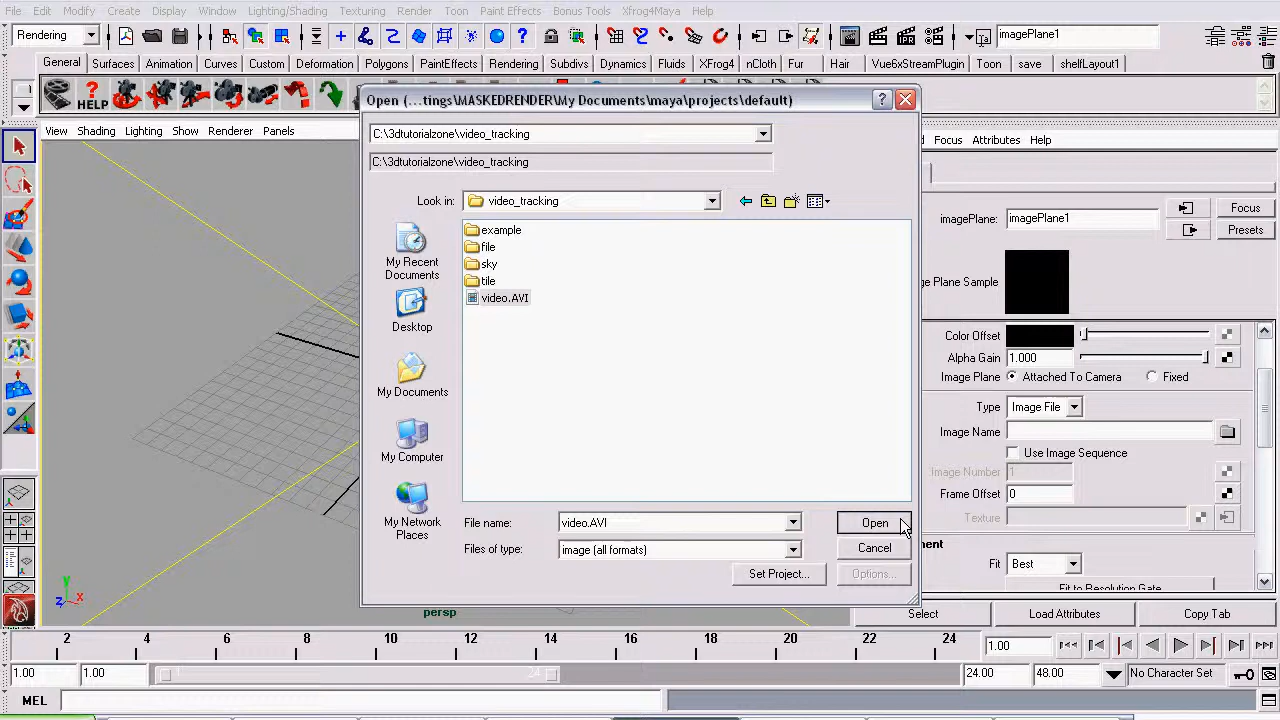 File Edit Modify Create Display Window Lighting/Shading Texturing Render Toon Paint Effects Bonus Tools Xfrog4Maya Help
Rendering imagePlane1
General Surfaces Animation Curves Custom Deformation Polygons PaintEffects Rendering Subdivs Dynamics Fluids XFrog4 nCloth Fur Hair Vue6xStreamPlugin Toon save shelfLayout1
HELP
Open (...tings\MASKEDRENDER\My Documents\maya\projects\default)
View Shading Lighting Show Renderer Panels
C:\3dtutorialzone\video_tracking
C:\3dtutorialzone\video_tracking
Look in: video_tracking
example
file
sky
tile
video.AVI
My Recent Documents
Desktop
My Documents
My Computer
My Network Places
File name: video.AVI Open
Files of type: image (all formats) Cancel
Set Project... Options...
Focus Attributes Help
imagePlane: imagePlane1 Focus
Presets
Plane Sample
Color Offset
Alpha Gain 1.000
Image Plane Attached To Camera Fixed
Type Image File
Image Name
Use Image Sequence
Image Number 1
Frame Offset 0
Texture
Fit Best
Fit to Resolution Gate
Select Load Attributes Copy Tab
y
z x
persp
2 4 6 8 10 12 14 16 18 20 22 24 1.00
1.00 1.00 24 24.00 48.00 No Character Set
MEL